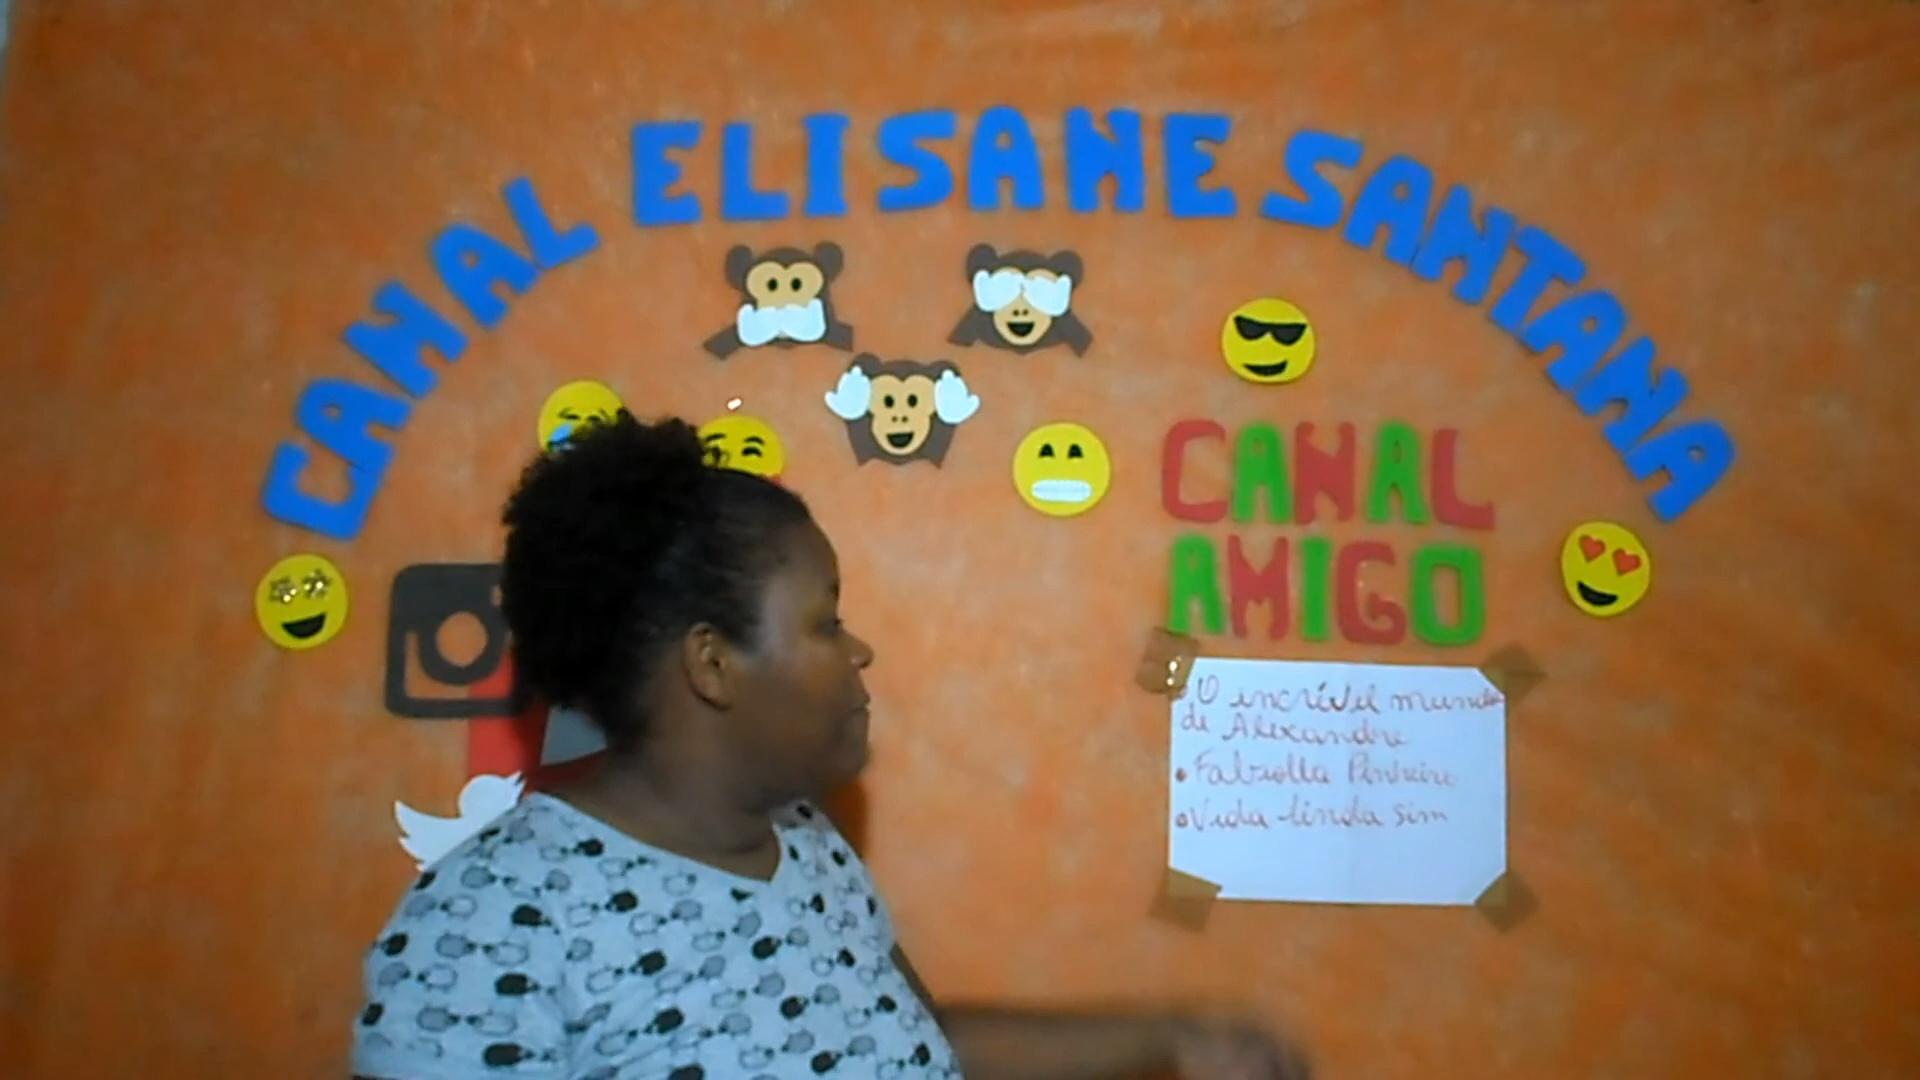 CANAL ELISANE SANTANA
CANAL
AMIGO
• O incrível mundo
de Alexandre
• Fabiolla Pinheiro
• Vida linda sim